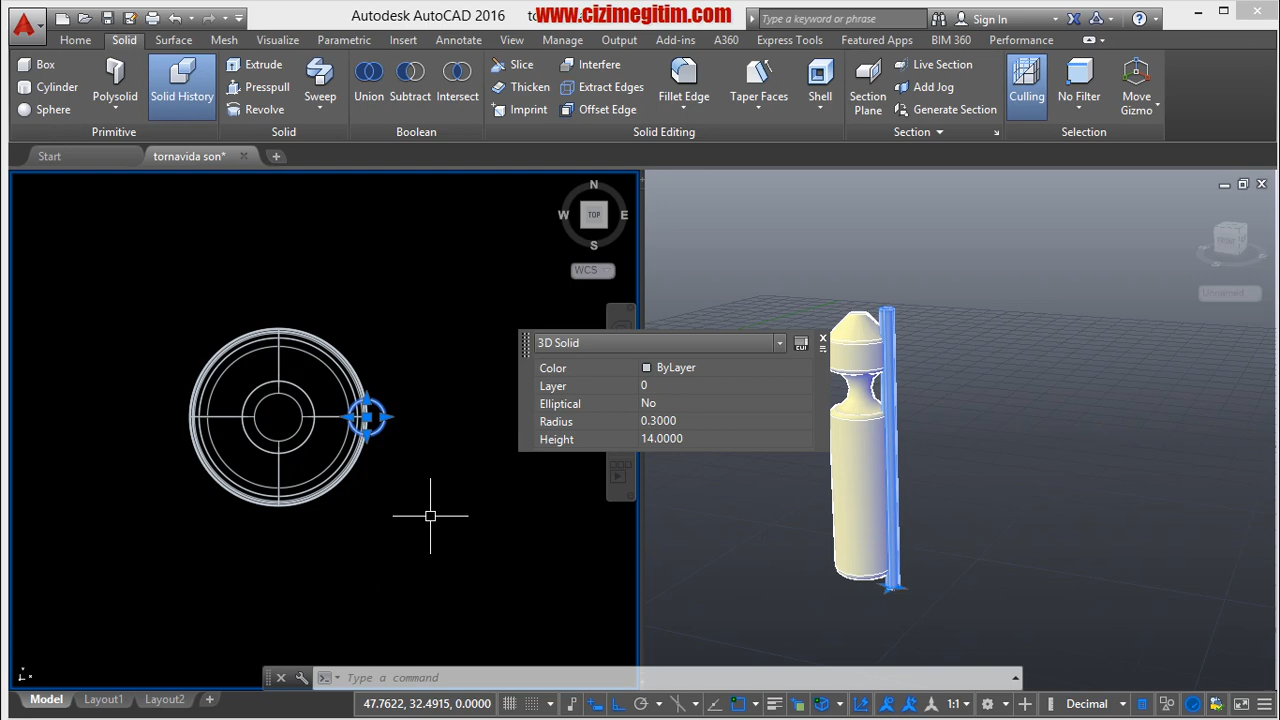 Autodesk AutoCAD 2016
to
www.cizimegitim.com
Type a keyword or phrase
Sign In
Home Solid Surface Mesh Visualize Parametric Insert Annotate View Manage Output Add-ins A360 Express Tools Featured Apps BIM 360 Performance
Box
Cylinder
Sphere
Polysolid
Solid History
Primitive
Extrude
Presspull
Revolve
Sweep
Solid
Union Subtract Intersect
Boolean
Slice
Thicken
Imprint
Interfere
Extract Edges
Offset Edge
Fillet Edge
Taper Faces
Shell
Solid Editing
Section Plane
Live Section
Add Jog
Generate Section
Section
Culling
No Filter
Move Gizmo
Selection
Start
tornavida son*
N
W TOP E
S
WCS
FRONT
Unnamed
3D Solid
CUI
Color ByLayer
Layer 0
Elliptical No
Radius 0.3000
Height 14.0000
Type a command
Model Layout1 Layout2
47.7622, 32.4915, 0.0000
1:1
Decimal